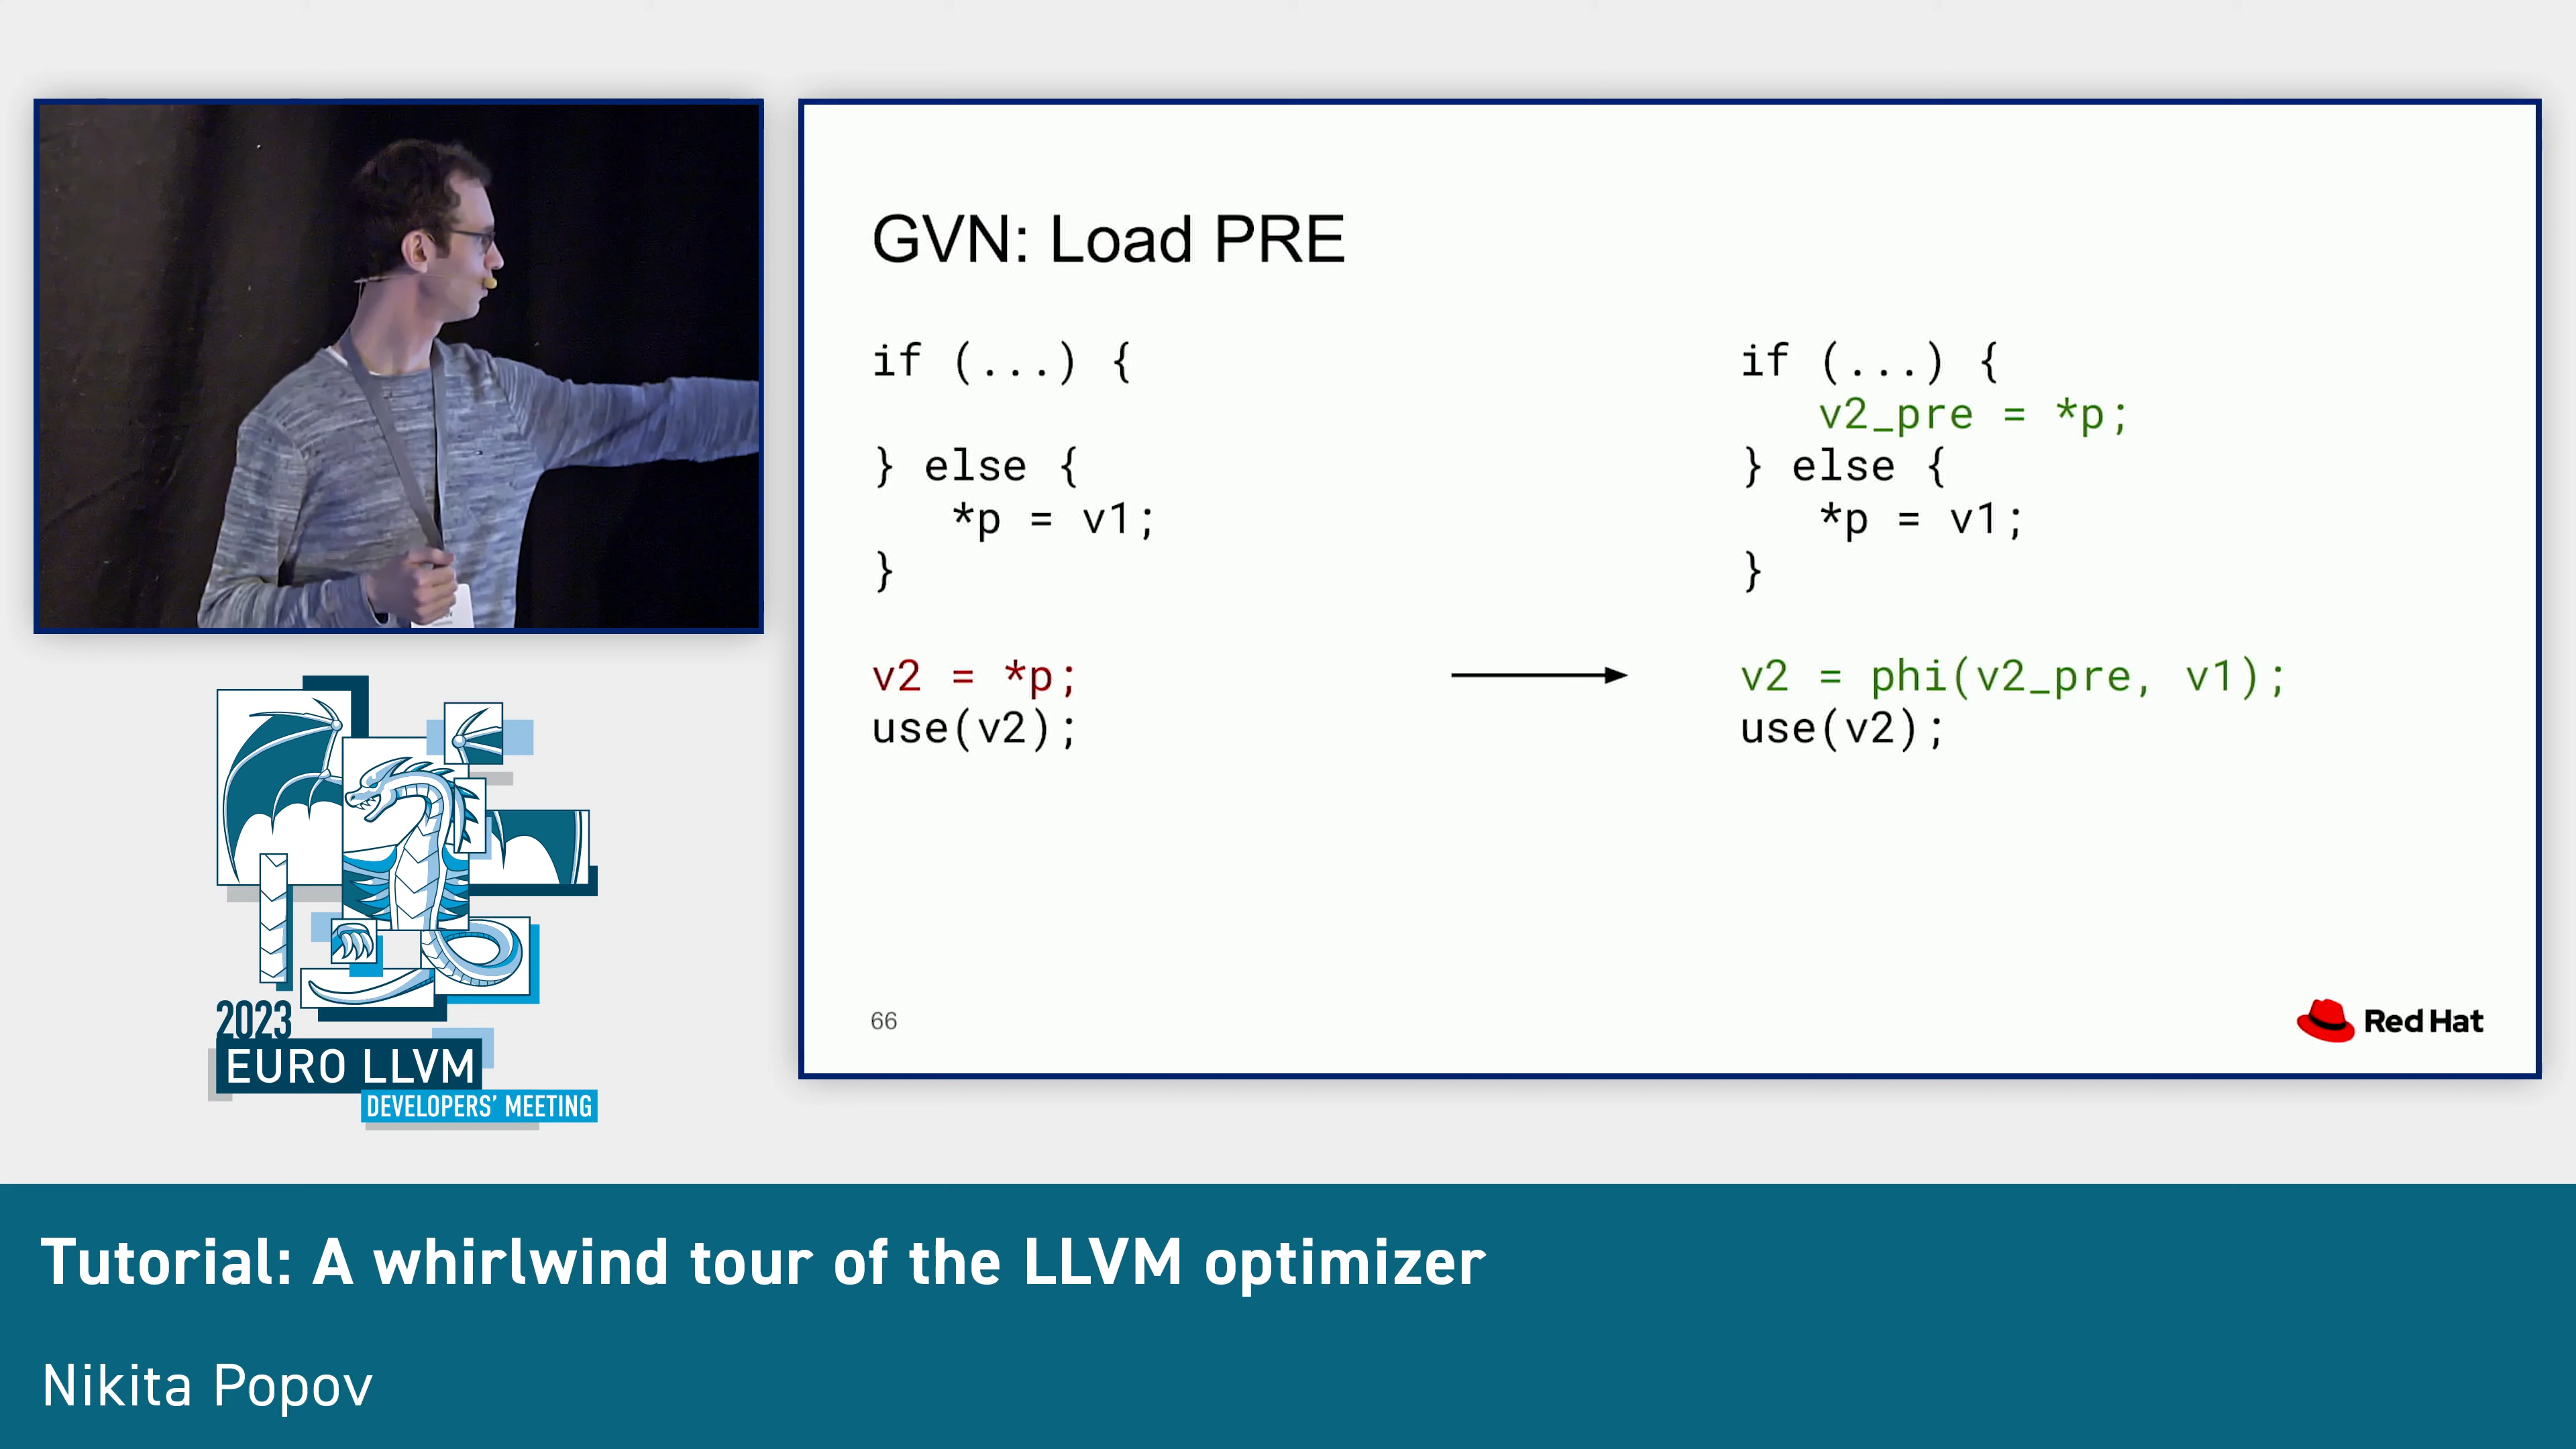 GVN: Load PRE
if (...) {
} else {
*p = v1;
}
v2 = *p;
use(v2);
if (...) {
v2_pre = *p;
} else {
*p = v1;
}
v2 = phi(v2_pre, v1);
use(v2);
66
Red Hat
2023
EURO LLVM
DEVELOPERS' MEETING
Tutorial: A whirlwind tour of the LLVM optimizer
Nikita Popov